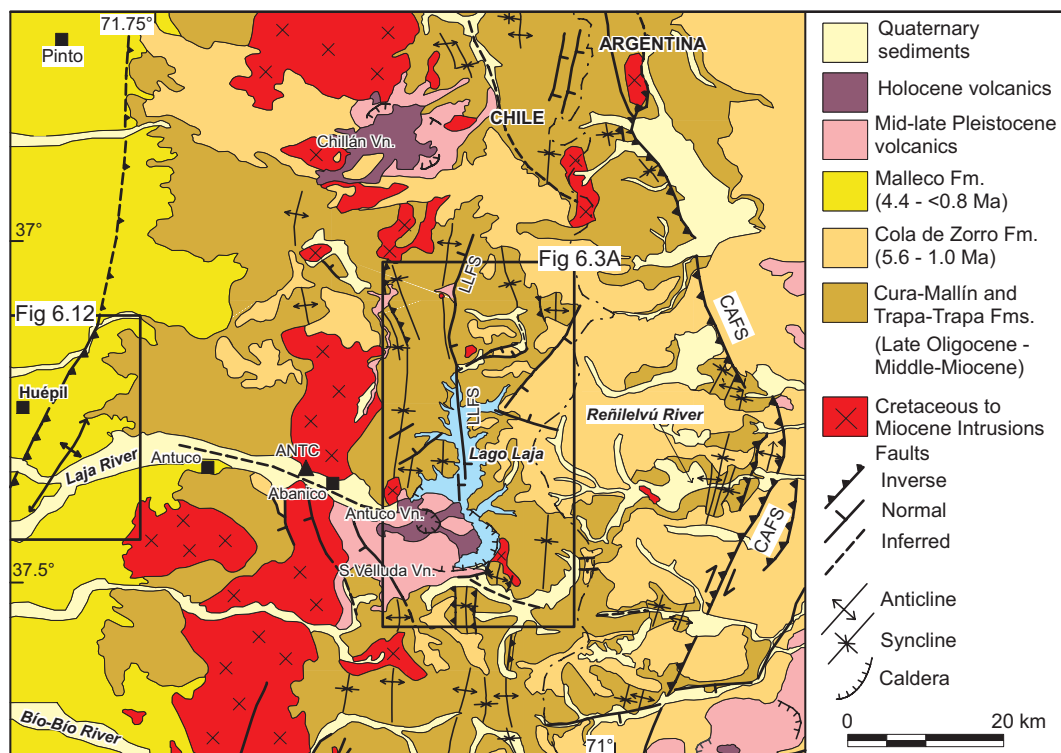 71.75°
Pinto
ARGENTINA
CHILE
Chillán Vn.
37°
Fig 6.3A
LLFS
Fig 6.12
CAFS
Huépil
LLFS
Reñilelvú River
Laja River
Antuco
ANTC
Lago Laja
Abanico
Antuco Vn.
CAFS
37.5°
S.Vélluda Vn.
Bío-Bio River
71°
Quaternary
sediments
Holocene volcanics
Mid-late Pleistocene
volcanics
Malleco Fm.
(4.4 - <0.8 Ma)
Cola de Zorro Fm.
(5.6 - 1.0 Ma)
Cura-Mallín and
Trapa-Trapa Fms.
(Late Oligocene -
Middle-Miocene)
Cretaceous to
Miocene Intrusions
Faults
Inverse
Normal
Inferred
Anticline
Syncline
Caldera
0 20 km